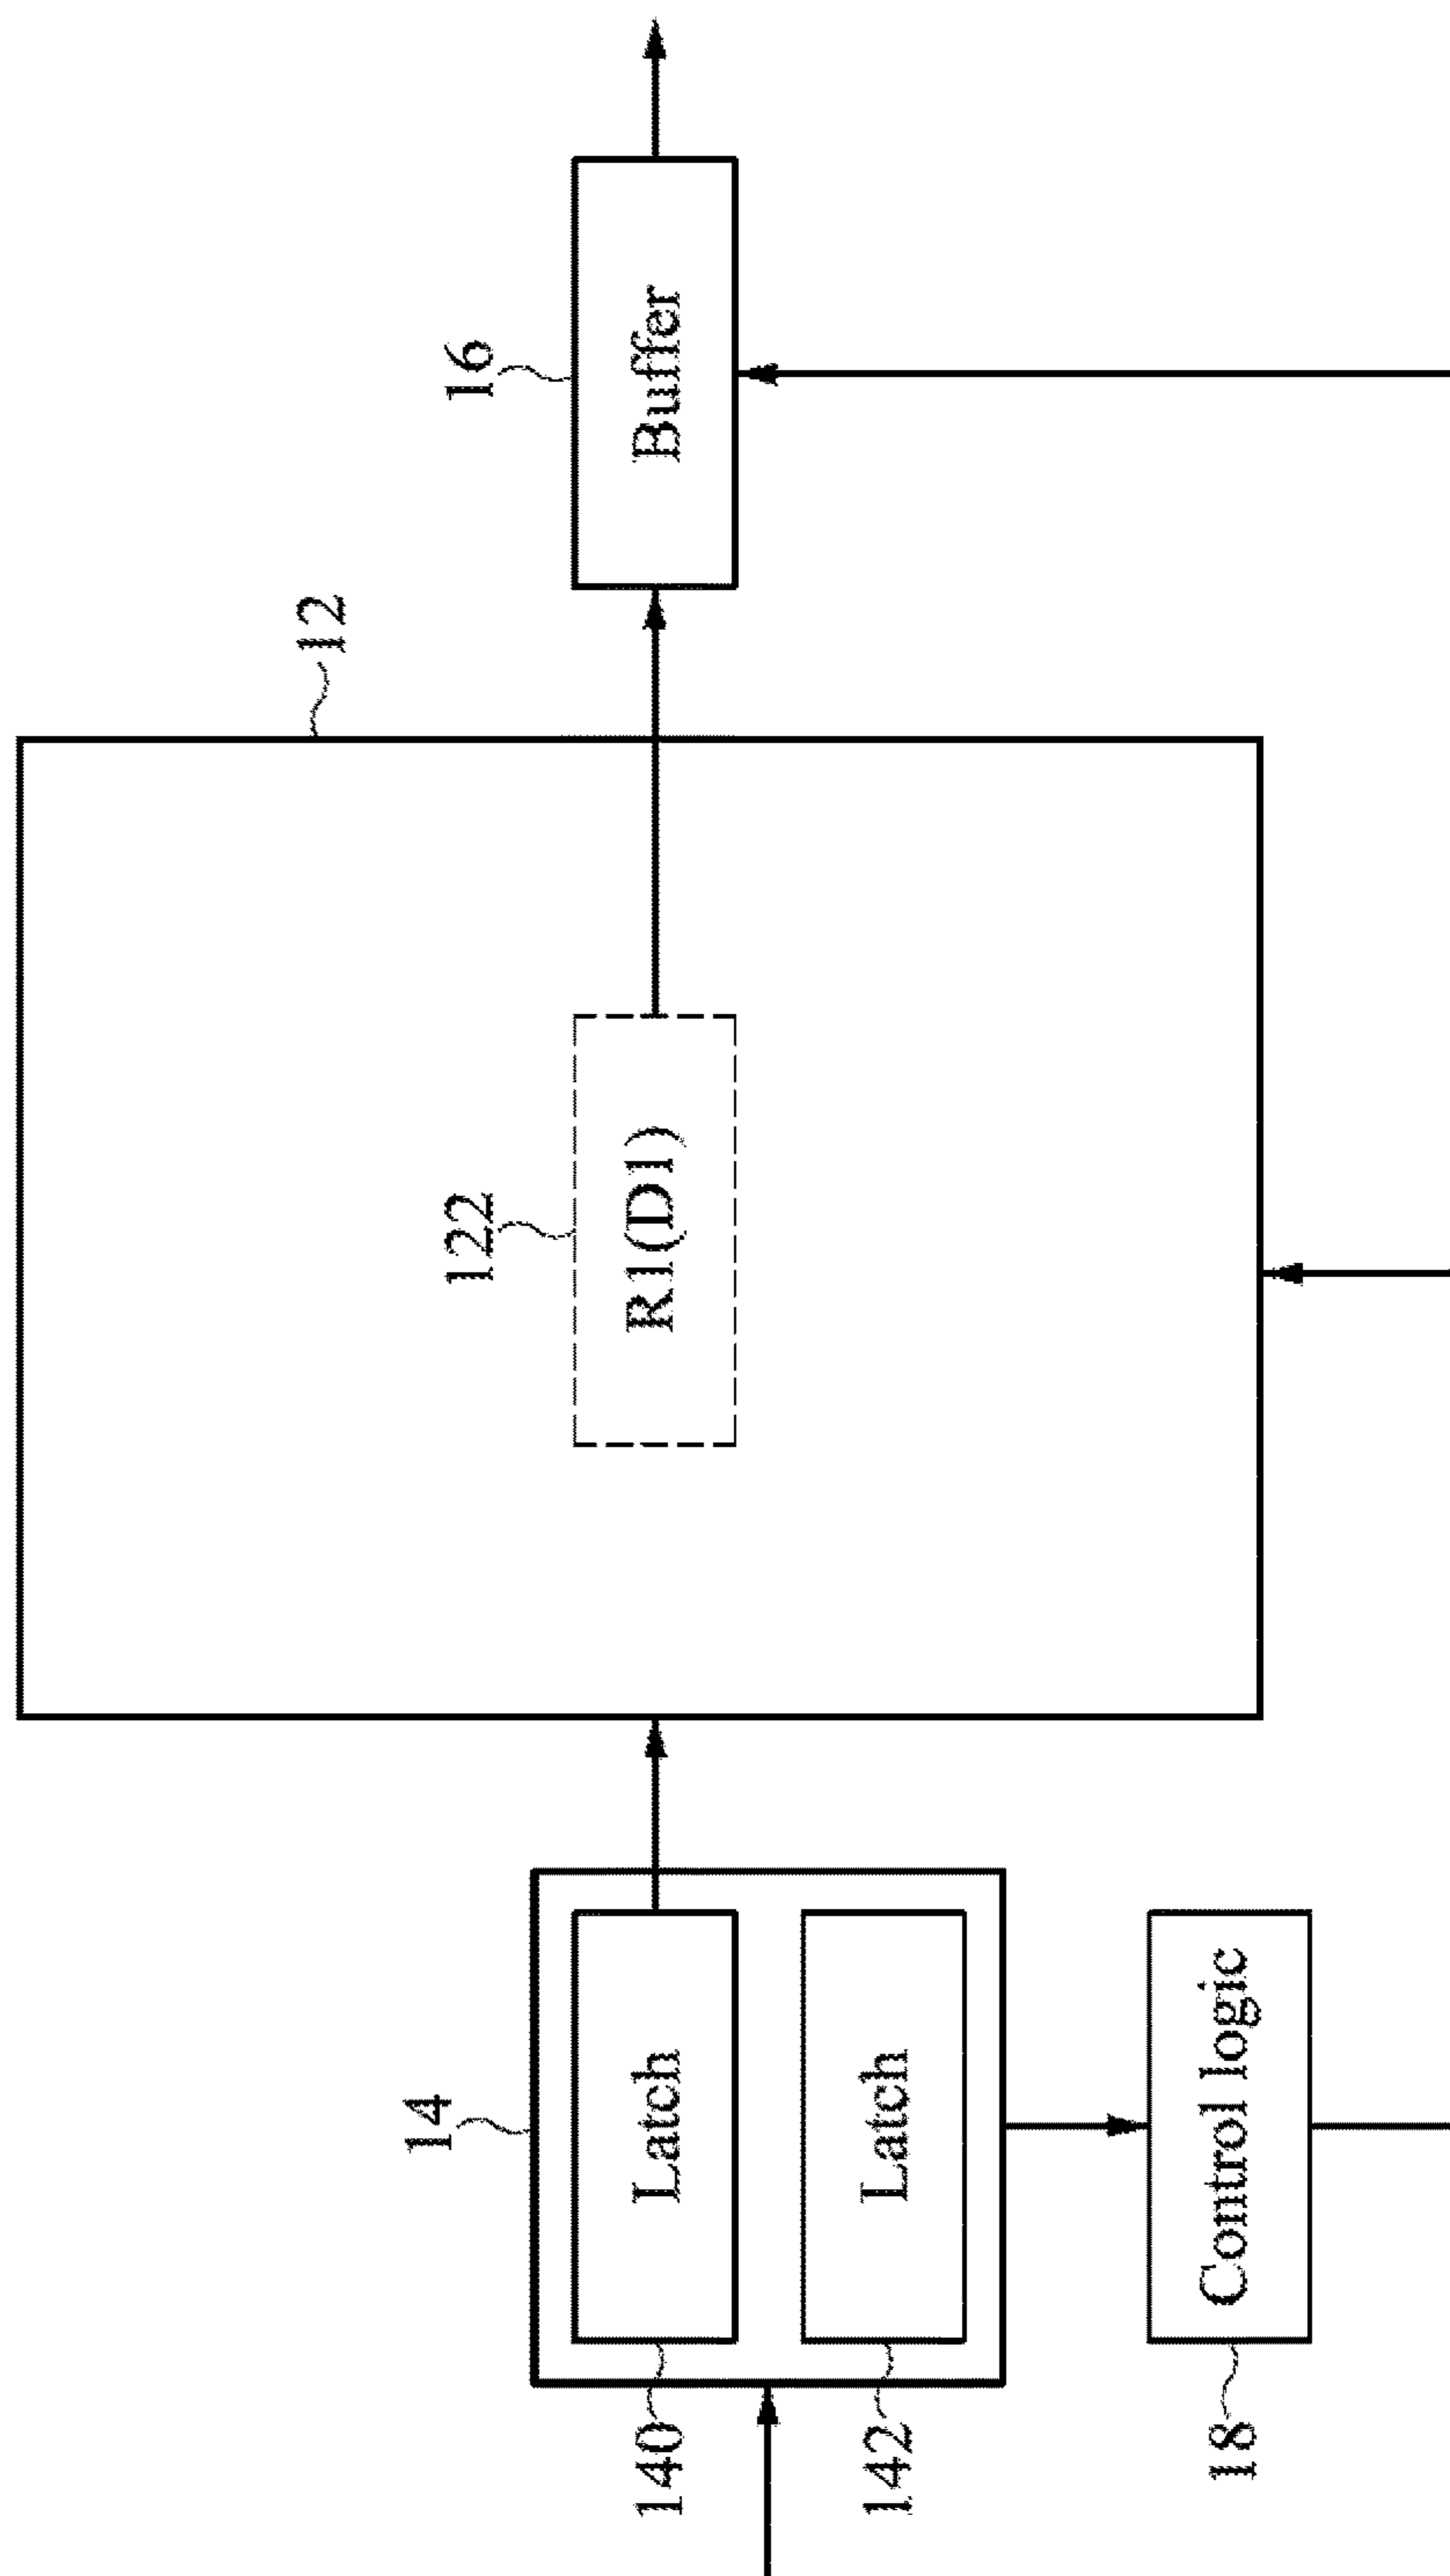 12
16
122
R1(D1)
Buffer
14
140
Latch
142
Latch
18
Control logic